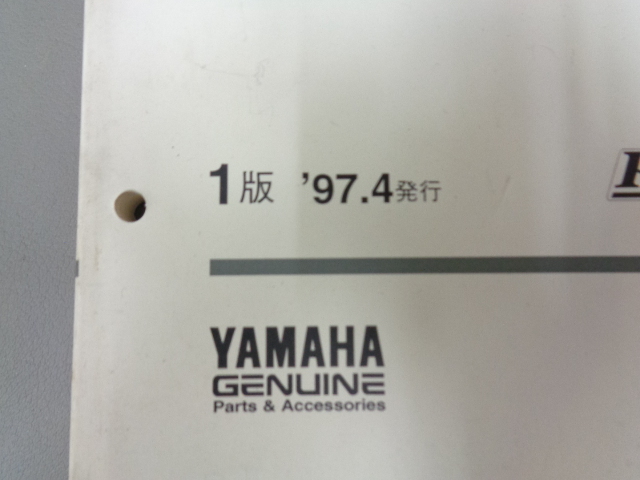 1版 '97.4発行
YAMAHA
GENUINE
Parts & Accessories